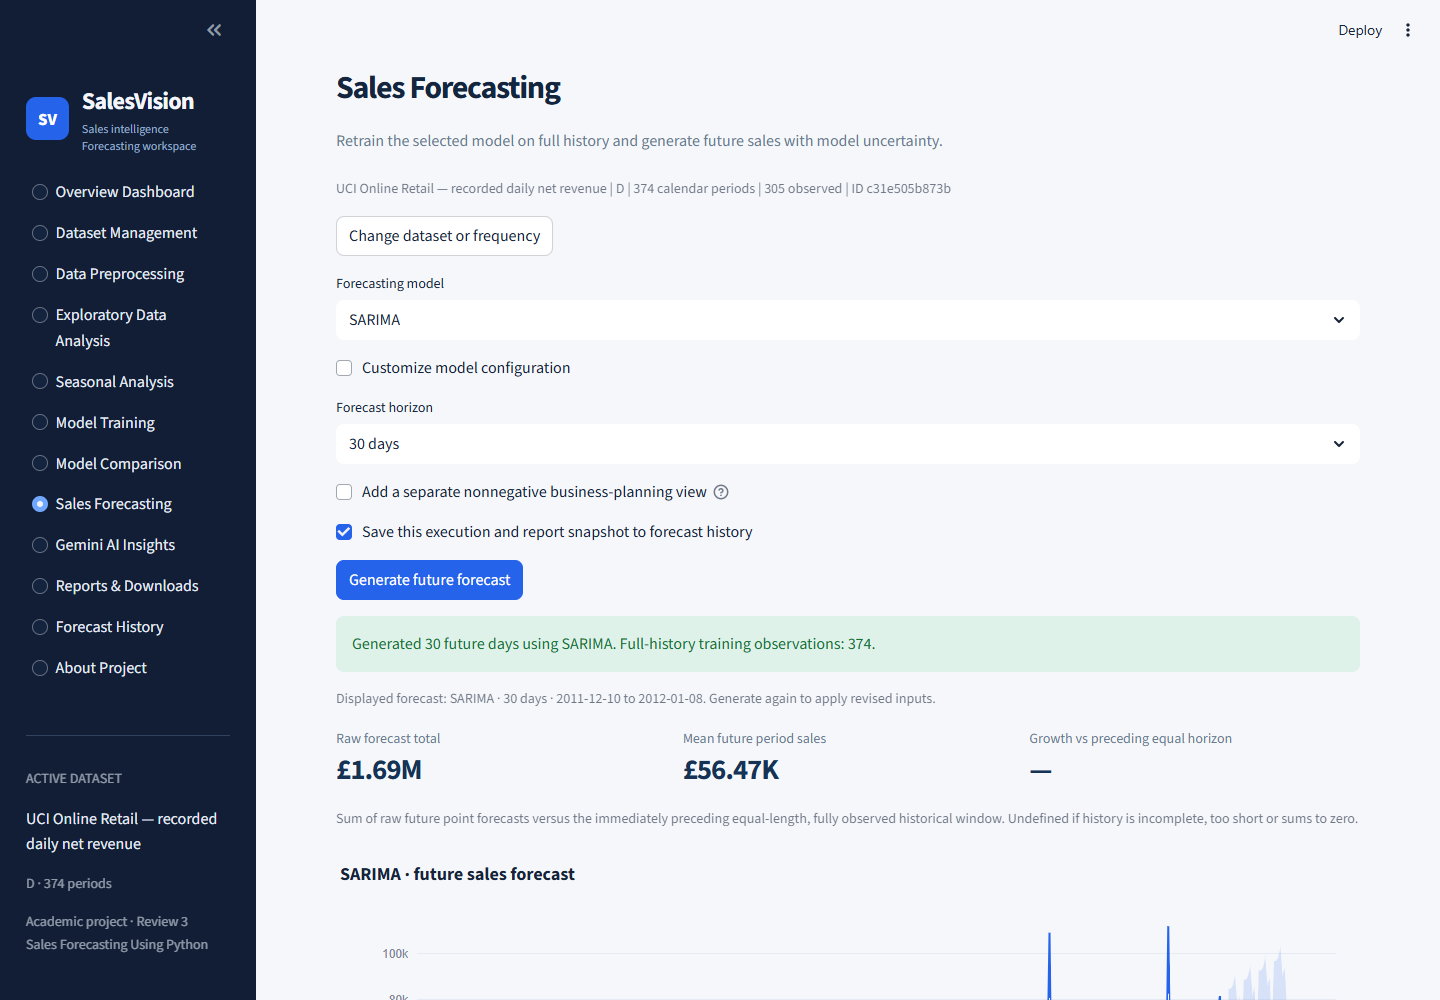 Deploy
SV
SalesVision
Sales intelligence
Forecasting workspace
Overview Dashboard
Dataset Management
Data Preprocessing
Exploratory Data
Analysis
Seasonal Analysis
Model Training
Model Comparison
Sales Forecasting
Gemini AI Insights
Reports & Downloads
Forecast History
About Project
ACTIVE DATASET
UCI Online Retail — recorded
daily net revenue
D · 374 periods
Academic project · Review 3
Sales Forecasting Using Python
Sales Forecasting
Retrain the selected model on full history and generate future sales with model uncertainty.
UCI Online Retail — recorded daily net revenue | D | 374 calendar periods | 305 observed | ID c31e505b873b
Change dataset or frequency
Forecasting model
SARIMA
Customize model configuration
Forecast horizon
30 days
Add a separate nonnegative business-planning view
Save this execution and report snapshot to forecast history
Generate future forecast
Generated 30 future days using SARIMA. Full-history training observations: 374.
Displayed forecast: SARIMA · 30 days · 2011-12-10 to 2012-01-08. Generate again to apply revised inputs.
Raw forecast total
£1.69M
Mean future period sales
£56.47K
Growth vs preceding equal horizon
—
Sum of raw future point forecasts versus the immediately preceding equal-length, fully observed historical window. Undefined if history is incomplete, too short or sums to zero.
SARIMA · future sales forecast
100k
80k